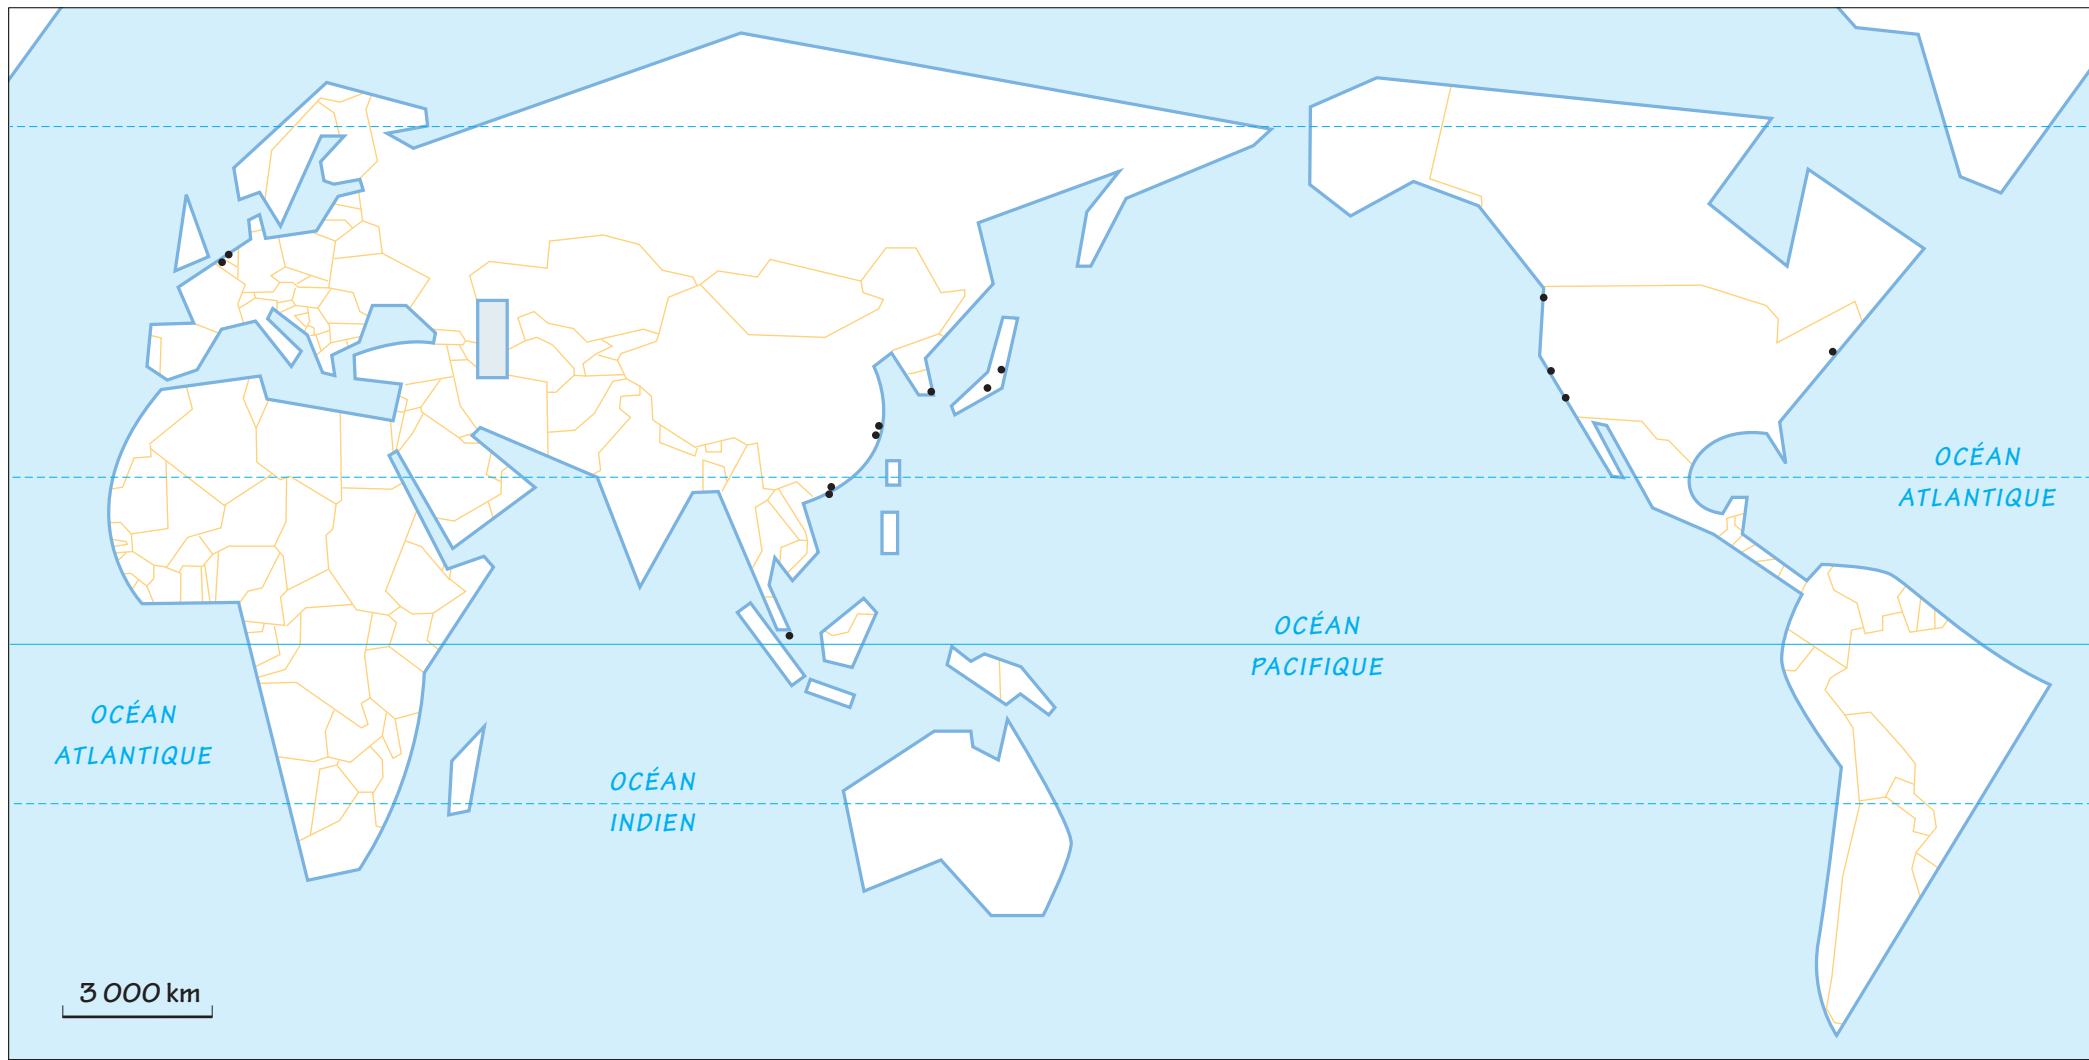 OCÉAN
ATLANTIQUE
OCÉAN
PACIFIQUE
OCÉAN
ATLANTIQUE
OCÉAN
INDIEN
3 000 km